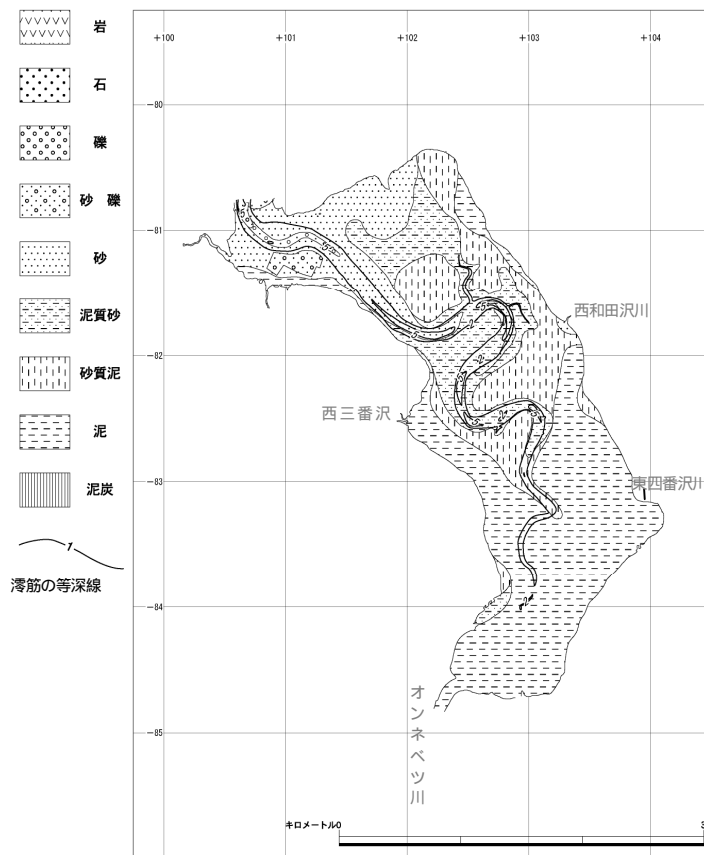 岩
石
礫
砂 礫
砂
泥質砂
砂質泥
泥
泥炭
1
澪筋の等深線
+100
+101
+102
+103
+104
−80
−81
−82
−83
−84
−85
西和田沢川
西三番沢
東四番沢川
オンネベツ川
キロメートル0
3